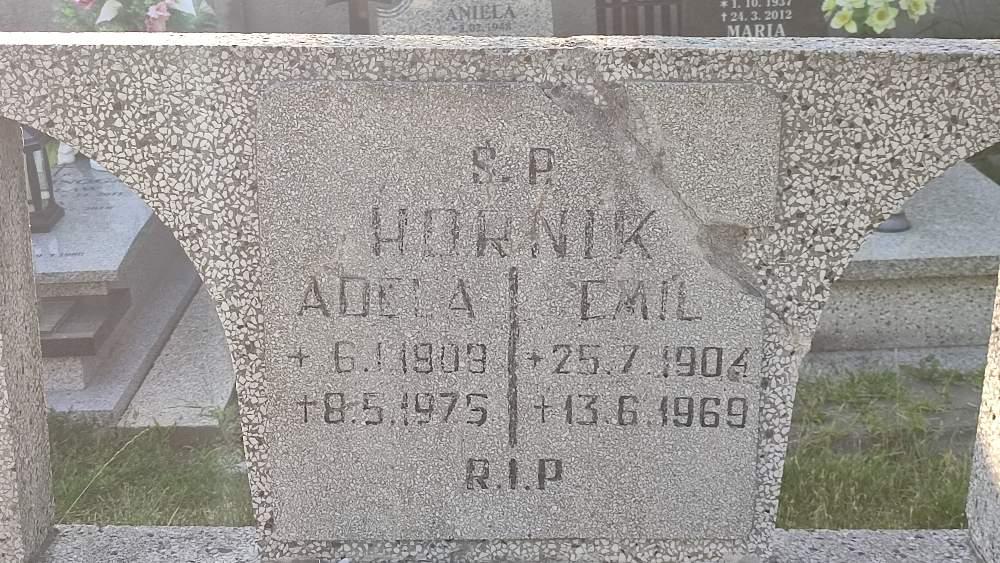 ANIELA
* 1. 10. 1937
+ 24. 3. 2012
MARIA
Ś. P.
HORNIK
ADELA EMIL
+ 6.1.1909 + 25.7.1904
+ 8.5.1975 + 13.6.1969
R.I.P